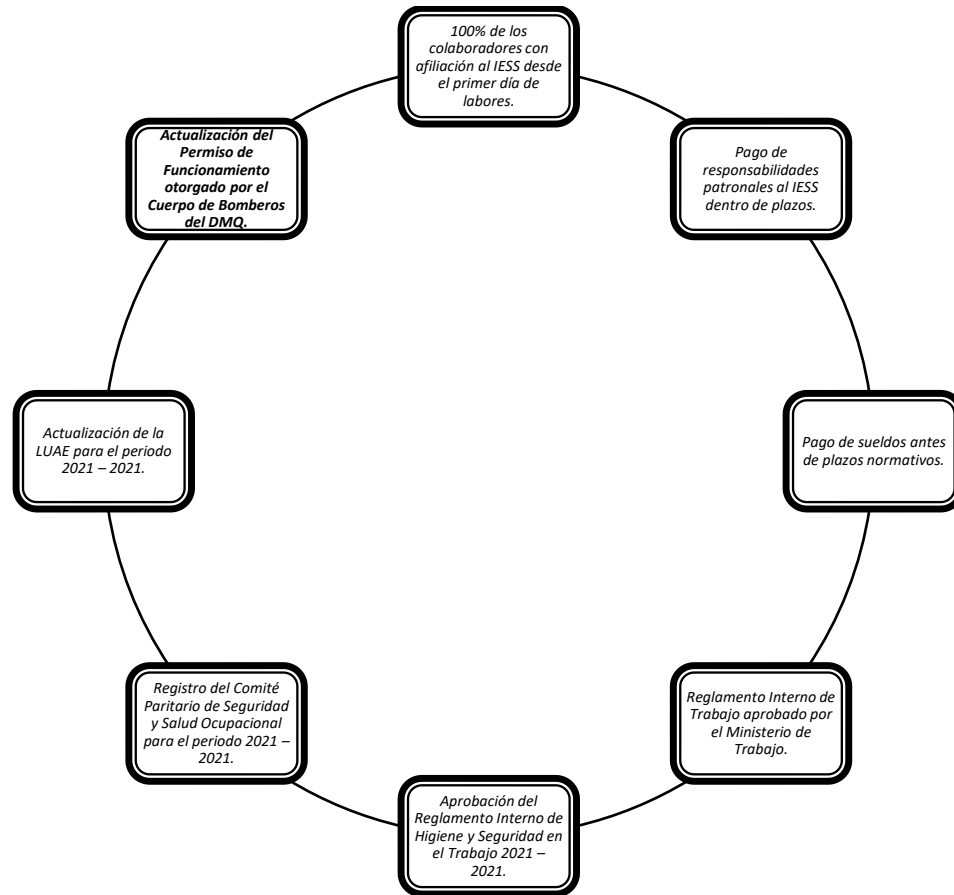 100% de los
colaboradores con
afiliación al IESS desde
el primer día de
labores.
Pago de
responsabilidades
patronales al IESS
dentro de plazos.
Pago de sueldos antes
de plazos normativos.
Reglamento Interno de
Trabajo aprobado por
el Ministerio de
Trabajo.
Aprobación del
Reglamento Interno de
Higiene y Seguridad en
el Trabajo 2021 –
2021.
Registro del Comité
Paritario de Seguridad
y Salud Ocupacional
para el periodo 2021 –
2021.
Actualización de la
LUAE para el periodo
2021 – 2021.
Actualización del
Permiso de
Funcionamiento
otorgado por el
Cuerpo de Bomberos
del DMQ.